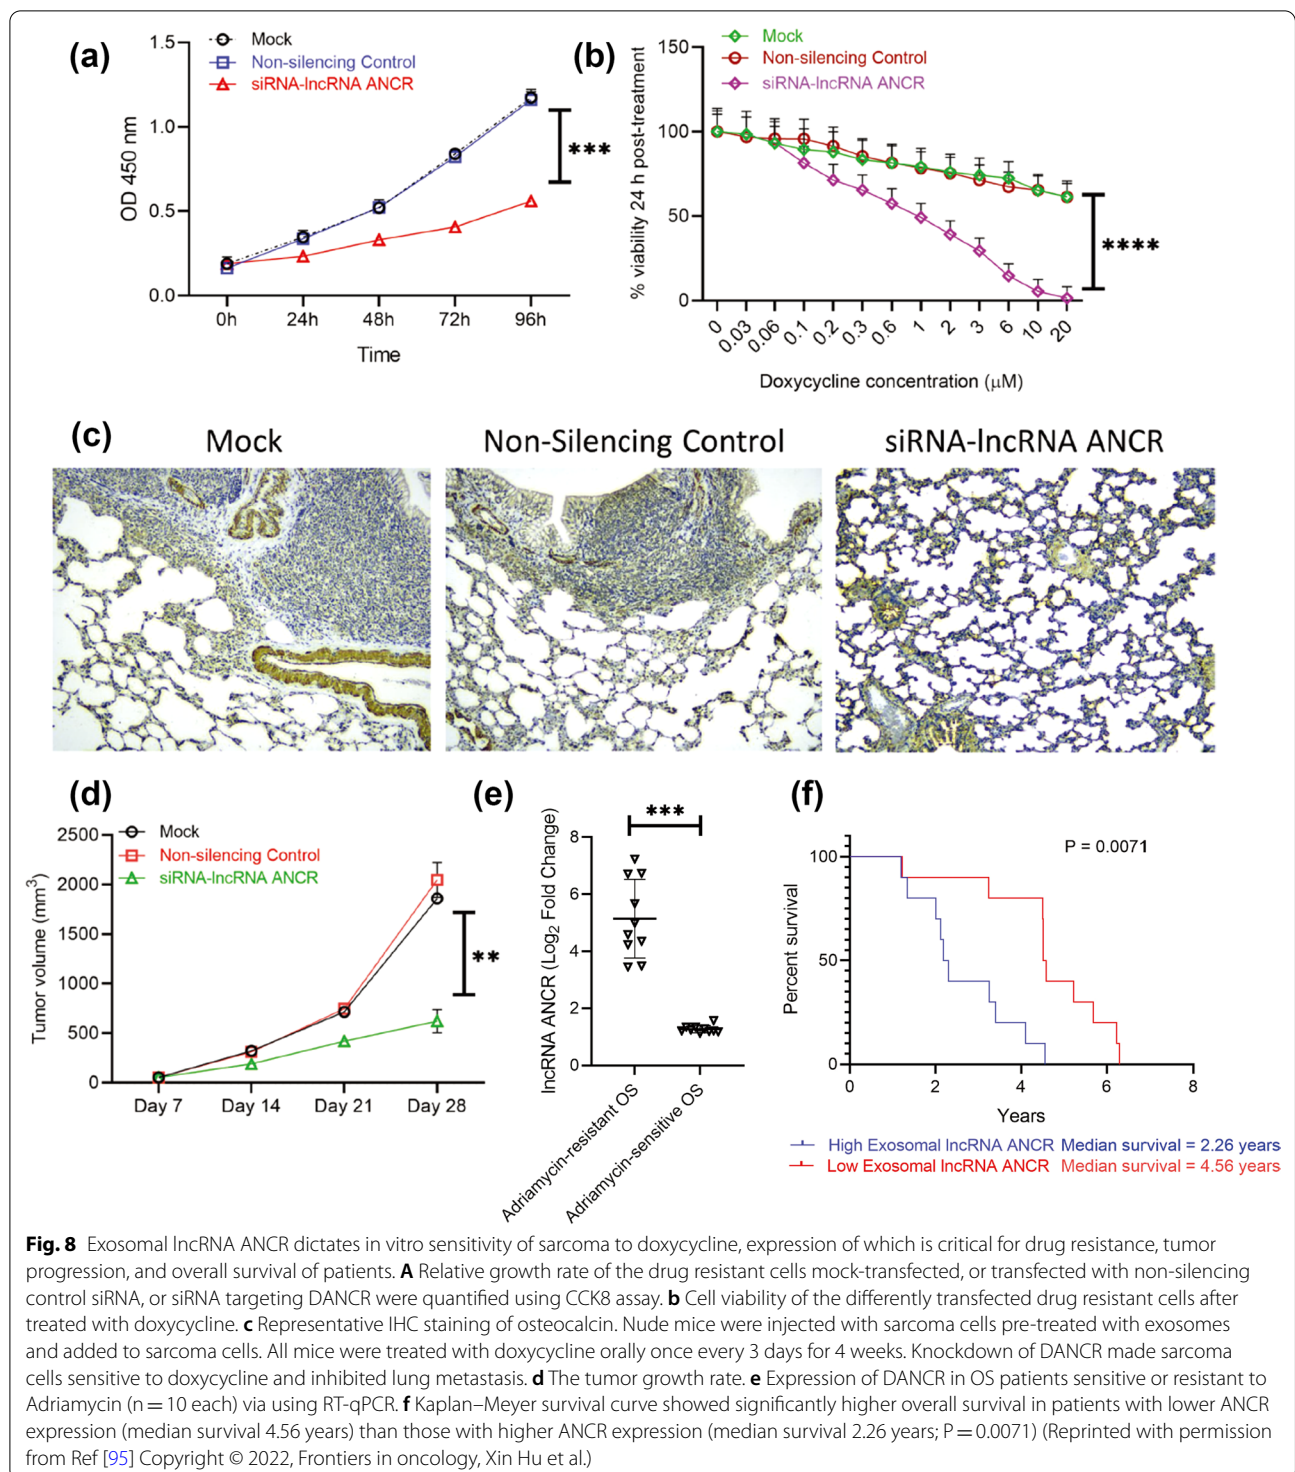 (a)
1.5
Mock
Non-silencing Control
siRNA-lncRNA ANCR
1.0
0.5
0.0
OD 450 nm
***
0h 24h 48h 72h 96h
Time
(b)
150
Mock
Non-silencing Control
siRNA-lncRNA ANCR
100
50
0
% viability 24 h post-treatment
****
0 0.03 0.06 0.1 0.2 0.3 0.6 1 2 3 6 10 20
Doxycycline concentration (μM)
(c)
Mock
Non-Silencing Control
siRNA-lncRNA ANCR
(d)
2500
Mock
Non-silencing Control
siRNA-lncRNA ANCR
2000
1500
1000
500
0
Tumor volume (mm³)
**
Day 7 Day 14 Day 21 Day 28
(e)
***
8
6
4
2
0
lncRNA ANCR (Log₂ Fold Change)
Adriamycin-resistant OS
Adriamycin-sensitive OS
(f)
P = 0.0071
100
50
0
Percent survival
0 2 4 6 8
Years
High Exosomal lncRNA ANCR Median survival = 2.26 years
Low Exosomal lncRNA ANCR Median survival = 4.56 years
Fig. 8 Exosomal lncRNA ANCR dictates in vitro sensitivity of sarcoma to doxycycline, expression of which is critical for drug resistance, tumor
progression, and overall survival of patients. A Relative growth rate of the drug resistant cells mock-transfected, or transfected with non-silencing
control siRNA, or siRNA targeting DANCR were quantified using CCK8 assay. b Cell viability of the differently transfected drug resistant cells after
treated with doxycycline. c Representative IHC staining of osteocalcin. Nude mice were injected with sarcoma cells pre-treated with exosomes
and added to sarcoma cells. All mice were treated with doxycycline orally once every 3 days for 4 weeks. Knockdown of DANCR made sarcoma
cells sensitive to doxycycline and inhibited lung metastasis. d The tumor growth rate. e Expression of DANCR in OS patients sensitive or resistant to
Adriamycin (n = 10 each) via using RT-qPCR. f Kaplan–Meyer survival curve showed significantly higher overall survival in patients with lower ANCR
expression (median survival 4.56 years) than those with higher ANCR expression (median survival 2.26 years; P = 0.0071) (Reprinted with permission
from Ref [95] Copyright © 2022, Frontiers in oncology, Xin Hu et al.)